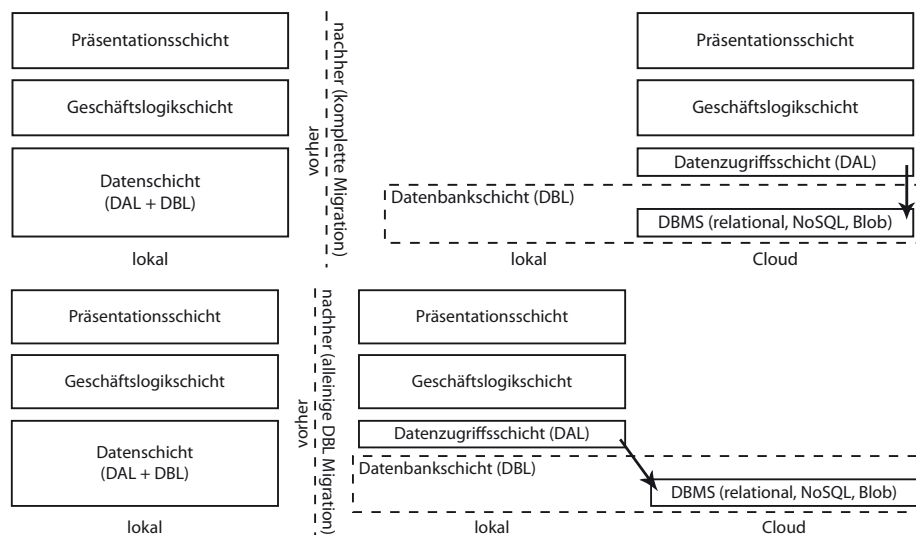 Präsentationsschicht
Geschäftslogikschicht
Datenschicht
(DAL + DBL)
lokal
vorher
nachher (komplette Migration)
Präsentationsschicht
Geschäftslogikschicht
Datenzugriffsschicht (DAL)
Datenbankschicht (DBL)
DBMS (relational, NoSQL, Blob)
lokal
Cloud
Präsentationsschicht
Geschäftslogikschicht
Datenschicht
(DAL + DBL)
lokal
vorher
nachher (alleinige DBL Migration)
Präsentationsschicht
Geschäftslogikschicht
Datenzugriffsschicht (DAL)
Datenbankschicht (DBL)
DBMS (relational, NoSQL, Blob)
lokal
Cloud